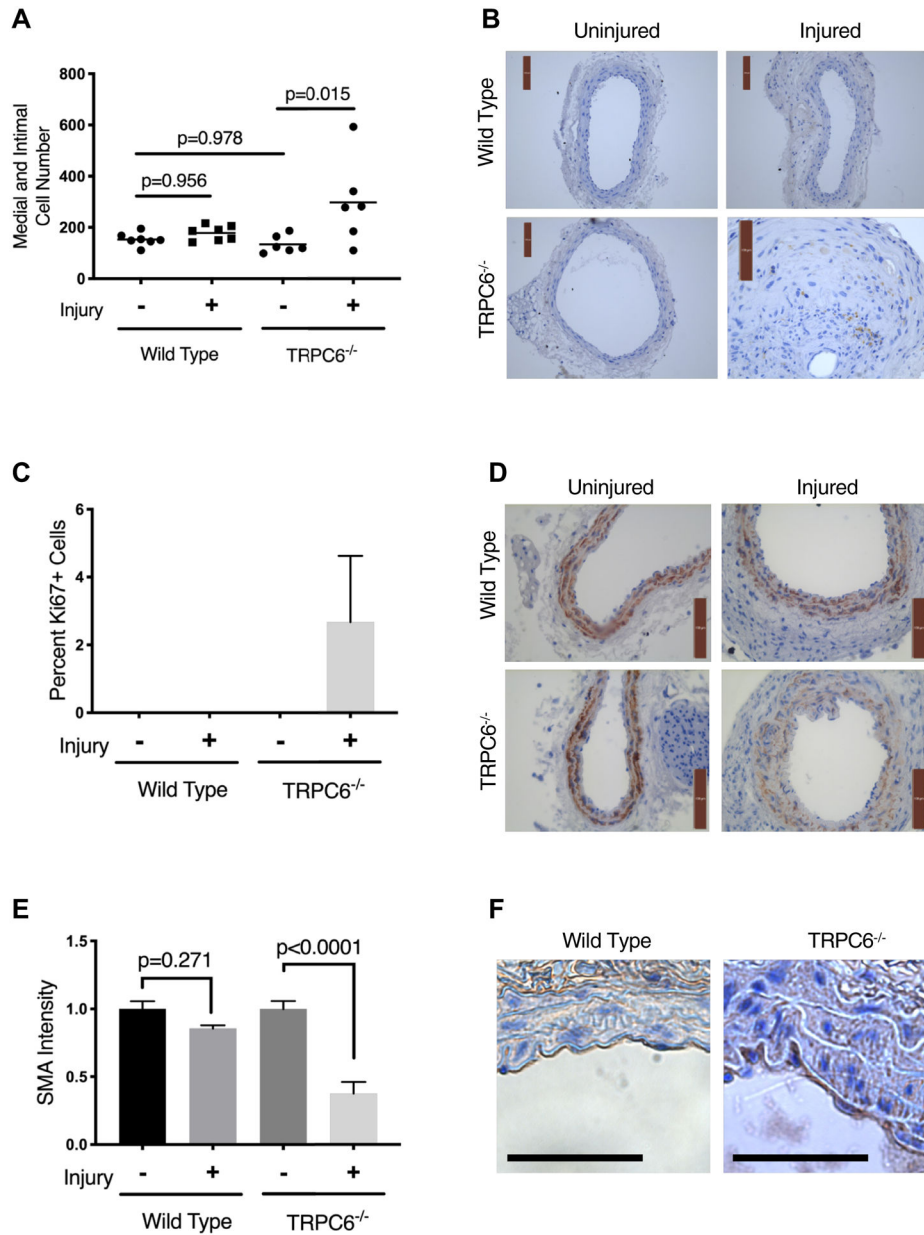 A
800
600
400
200
0
Medial and Intimal
Cell Number
p=0.015
p=0.978
p=0.956
Injury - + - +
Wild Type TRPC6-/-
B
Uninjured Injured
Wild Type
TRPC6-/-
C
6
4
2
0
Percent Ki67+ Cells
Injury - + - +
Wild Type TRPC6-/-
D
Uninjured Injured
Wild Type
TRPC6-/-
E
1.5
1.0
0.5
0.0
SMA Intensity
p=0.271
p<0.0001
Injury - + - +
Wild Type TRPC6-/-
F
Wild Type TRPC6-/-